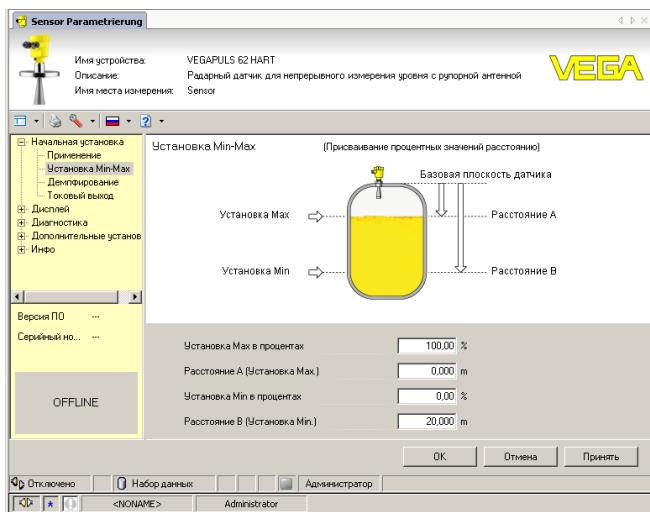 Sensor Parametrierung
Имя устройства: VEGAPULS 62 HART
Описание: Радарный датчик для непрерывного измерения уровня с рупорной антенной
Имя места измерения: Sensor
VEGA
Начальная установка
Применение
Установка Min-Max
Демпфирование
Токовый выход
Дисплей
Диагностика
Дополнительные установ
Инфо
Версия ПО ---
Серийный но... ---
OFFLINE
Установка Min-Max (Присваивание процентных значений расстоянию)
Базовая плоскость датчика
Установка Max Расстояние A
Установка Min Расстояние B
Установка Max в процентах 100,00 %
Расстояние A (Установка Max.) 0,000 m
Установка Min в процентах 0,00 %
Расстояние B (Установка Min.) 20,000 m
OK Отмена Принять
Отключено Набор данных Администратор
<NONAME> Administrator